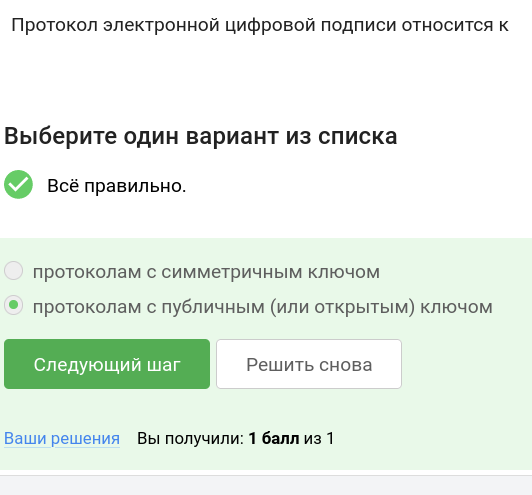 Протокол электронной цифровой подписи относится к
Выберите один вариант из списка
Всё правильно.
протоколам с симметричным ключом
протоколам с публичным (или открытым) ключом
Следующий шаг Решить снова
Ваши решения Вы получили: 1 балл из 1